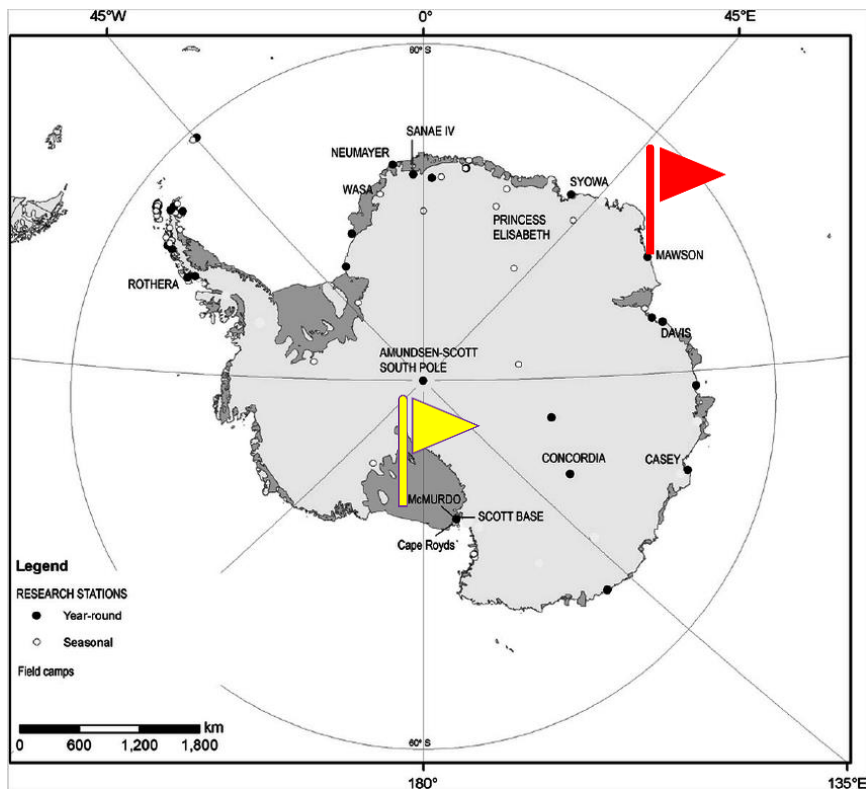 45°W
0°
45°E
60°S
SANAE IV
NEUMAYER
WASA
SYOWA
PRINCESS
ELISABETH
MAWSON
ROTHERA
DAVIS
AMUNDSEN-SCOTT
SOUTH POLE
CONCORDIA
CASEY
McMURDO
SCOTT BASE
Cape Royds
Legend
RESEARCH STATIONS
Year-round
Seasonal
Field camps
km
0 600 1,200 1,800
60°S
180°
135°E